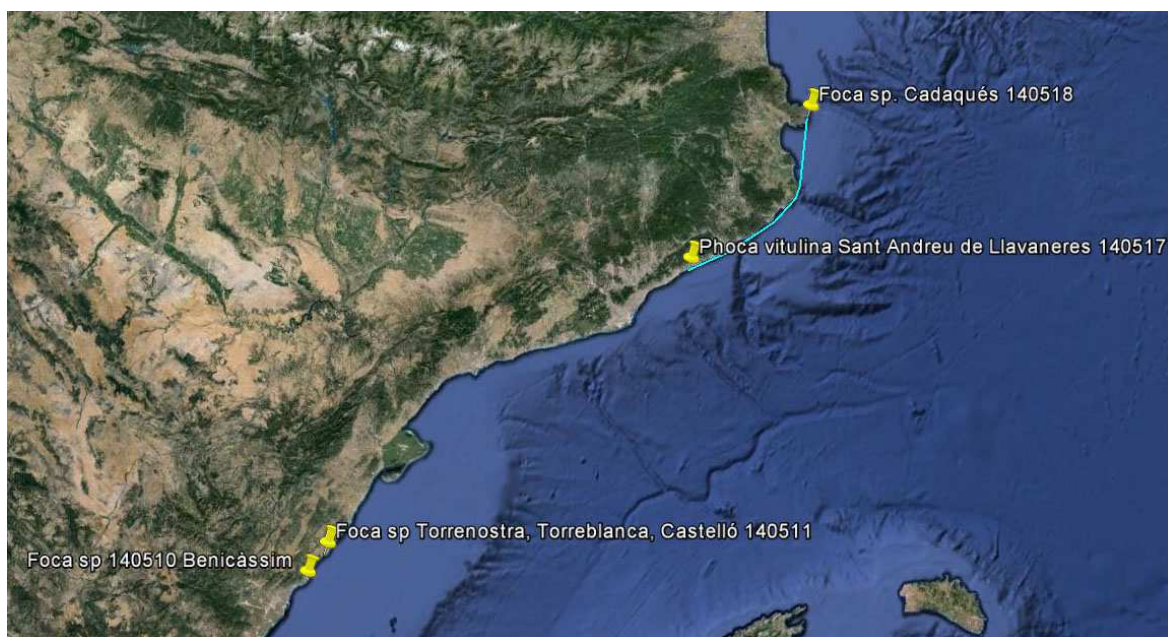 Foca sp. Cadaqués 140518
Phoca vitulina Sant Andreu de Llavaneres 140517
Foca sp Torrenostra, Torreblanca, Castelló 140511
Foca sp 140510 Benicàssim